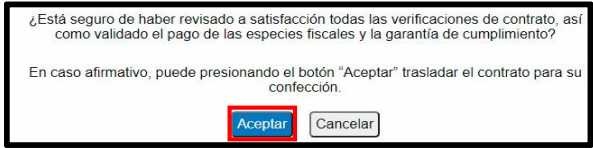 ¿Está seguro de haber revisado a satisfacción todas las verificaciones de contrato, así
como validado el pago de las especies fiscales y la garantía de cumplimiento?
En caso afirmativo, puede presionando el botón “Aceptar” trasladar el contrato para su
confección.
Aceptar Cancelar